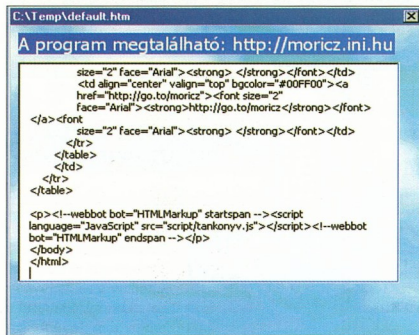 C:\Temp\default.htm
A program megtalálható: http://moricz.ini.hu
size="2" face="Arial"><strong> </strong></font></td>
<td align="center" valign="top" bgcolor="#00FF00"><a
href="http://go.to/moricz"><font size="2"
face="Arial"><strong>http://go.to/moricz</strong></font>
</a><font
size="2" face="Arial"><strong> </strong></font></td>
</tr>
</table>
</td>
</tr>
</table>
<p><!--webbot bot="HTMLMarkup" startspan --><script
language="JavaScript" src="script/tankonyv.js"></script><!--webbot
bot="HTMLMarkup" endspan --></p>
</body>
</html>